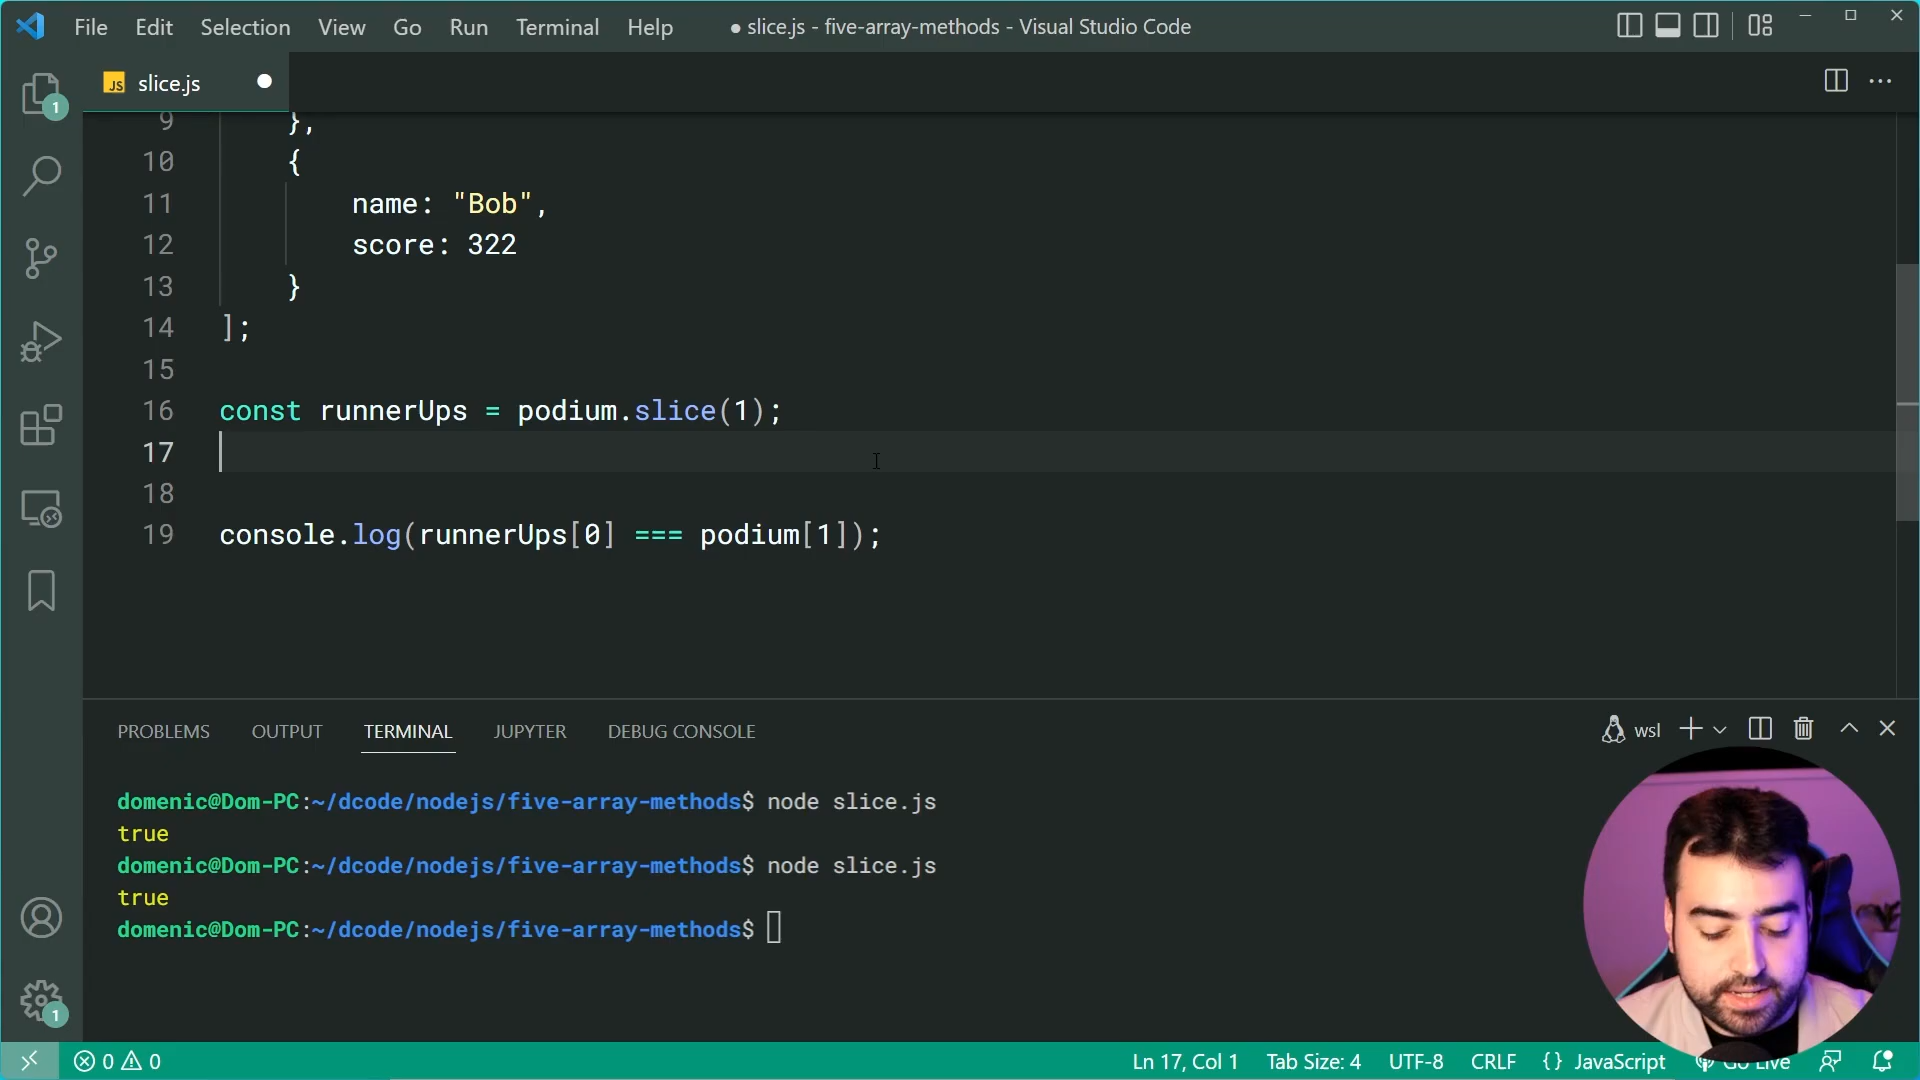 File Edit Selection View Go Run Terminal Help ● slice.js - five-array-methods - Visual Studio Code
1
JS slice.js
9 },
10 {
11 name: "Bob",
12 score: 322
13 }
14 ];
15
16 const runnerUps = podium.slice(1);
17
18
19 console.log(runnerUps[0] === podium[1]);
PROBLEMS OUTPUT TERMINAL JUPYTER DEBUG CONSOLE wsl
domenic@Dom-PC:~/dcode/nodejs/five-array-methods$ node slice.js
true
domenic@Dom-PC:~/dcode/nodejs/five-array-methods$ node slice.js
true
domenic@Dom-PC:~/dcode/nodejs/five-array-methods$
1
0 0 Ln 17, Col 1 Tab Size: 4 UTF-8 CRLF {} JavaScript Go Live